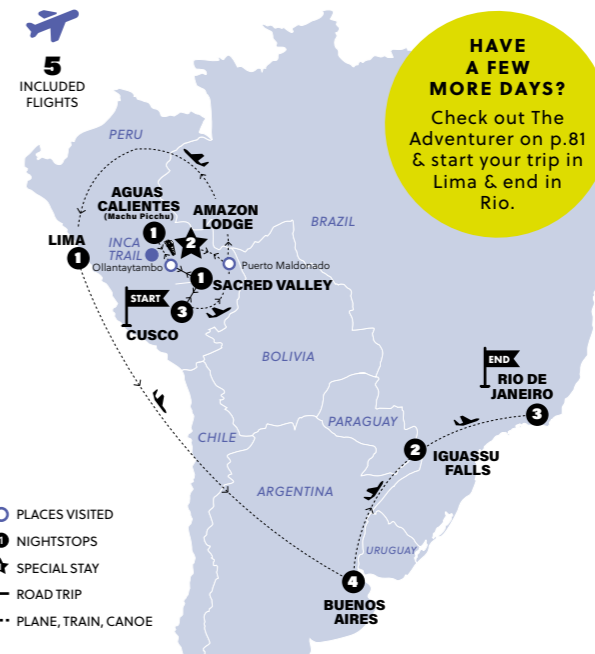 5
INCLUDED
FLIGHTS
HAVE
A FEW
MORE DAYS?
Check out The
Adventurer on p.81
& start your trip in
Lima & end in
Rio.
PERU
AGUAS
CALIENTES
(Machu Picchu)
1
AMAZON
LODGE
2
BRAZIL
LIMA
1
INCA
TRAIL
Ollantaytambo
Puerto Maldonado
1
SACRED VALLEY
START
3
CUSCO
BOLIVIA
END
RIO DE
JANEIRO
3
PARAGUAY
CHILE
2
IGUASSU
FALLS
ARGENTINA
URUGUAY
4
BUENOS
AIRES
PLACES VISITED
1 NIGHTSTOPS
SPECIAL STAY
ROAD TRIP
PLANE, TRAIN, CANOE